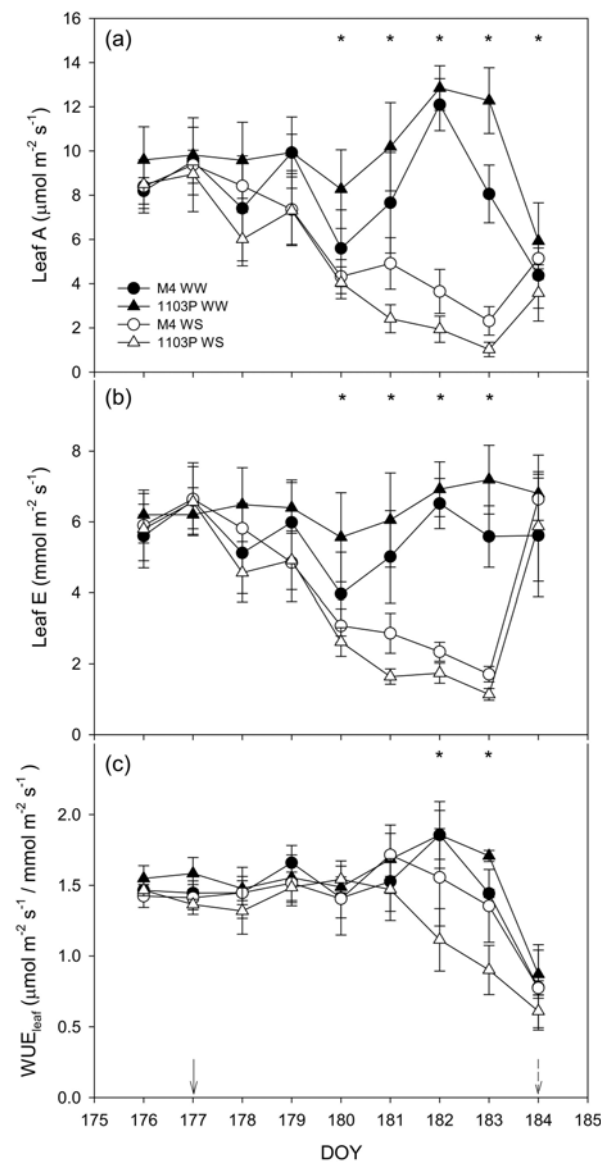 (a)
* * * * *
16
14
12
10
8
6
4
2
0
Leaf A (µmol m⁻² s⁻¹)
M4 WW
1103P WW
M4 WS
1103P WS
(b)
* * * *
8
6
4
2
0
Leaf E (mmol m⁻² s⁻¹)
(c)
* *
2.0
1.5
1.0
0.5
0.0
WUEleaf (µmol m⁻² s⁻¹ / mmol m⁻² s⁻¹)
175 176 177 178 179 180 181 182 183 184 185
DOY